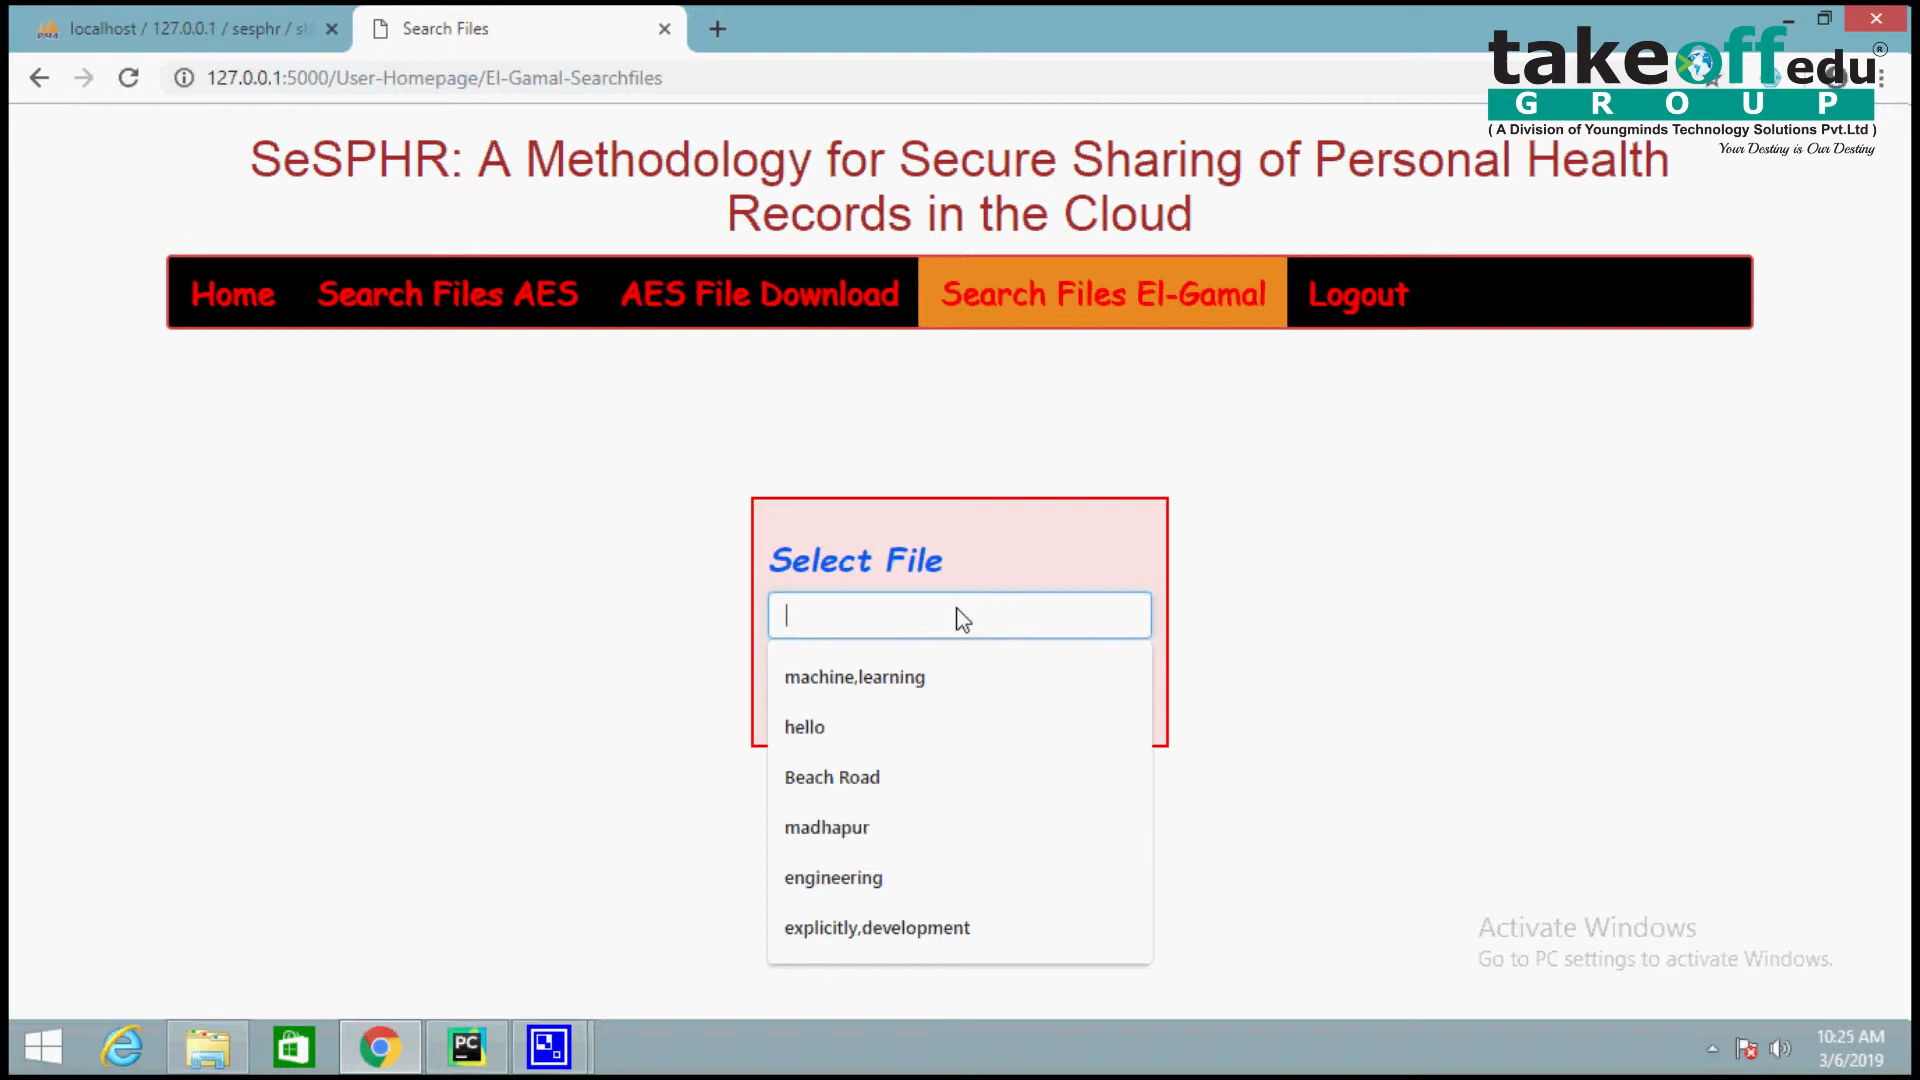 localhost / 127.0.0.1 / sesphr /
Search Files
127.0.0.1:5000/User-Homepage/El-Gamal-Searchfiles
takeoff edu ®
GROUP
( A Division of Youngminds Technology Solutions Pvt.Ltd )
Your Destiny is Our Destiny
SeSPHR: A Methodology for Secure Sharing of Personal Health
Records in the Cloud
Home Search Files AES AES File Download Search Files El-Gamal Logout
Select File
machine,learning
hello
Beach Road
madhapur
engineering
explicitly,development
Activate Windows
Go to PC settings to activate Windows.
PC
10:25 AM
3/6/2019